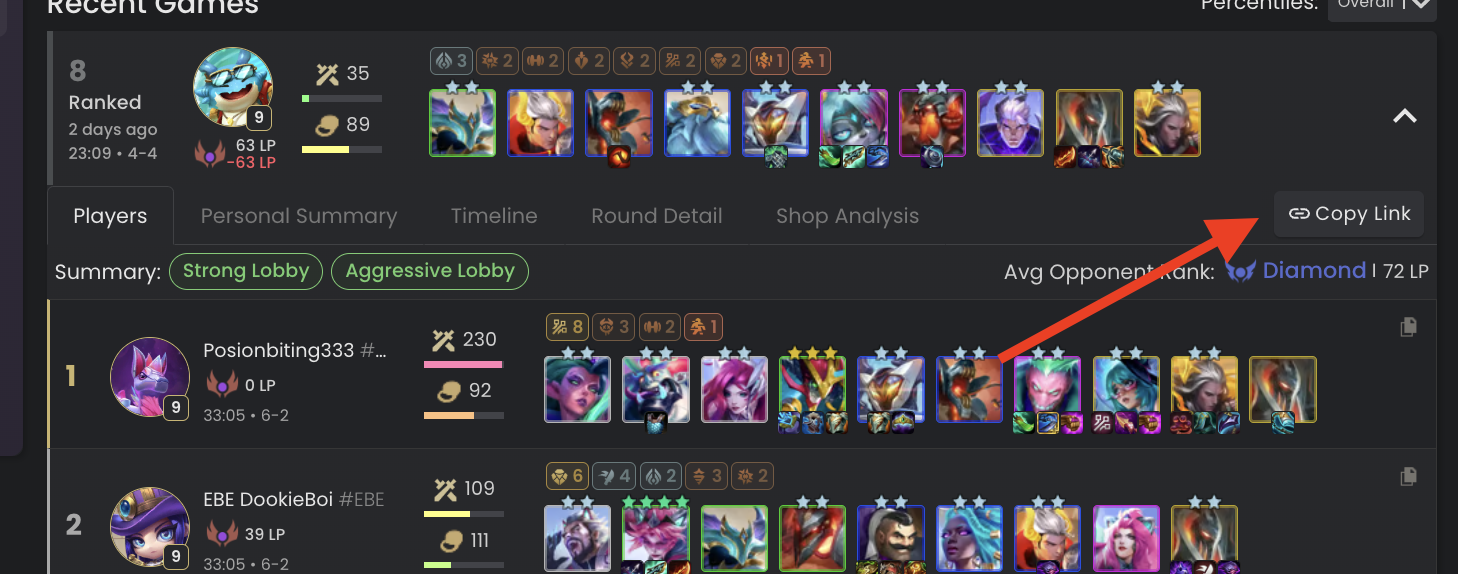 Recent Games
Percentiles: Overall
8
Ranked
2 days ago
23:09 • 4-4
9
63 LP
-63 LP
35
89
3 2 2 2 2 2 2 1 1
Players Personal Summary Timeline Round Detail Shop Analysis Copy Link
Summary: Strong Lobby Aggressive Lobby Avg Opponent Rank: Diamond | 72 LP
1
9
Posionbiting333 #...
0 LP
33:05 • 6-2
230
92
8 3 2 1
2
9
EBE DookieBoi #EBE
39 LP
33:05 • 6-2
109
111
6 4 2 3 2